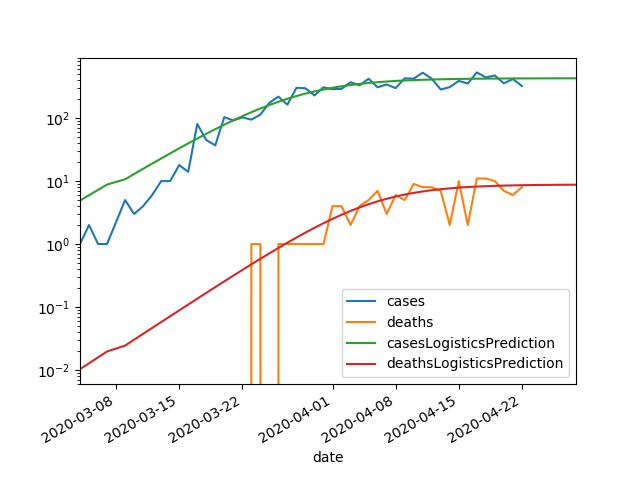 10²
10¹
10⁰
10⁻¹
10⁻²
cases
deaths
casesLogisticsPrediction
deathsLogisticsPrediction
2020-03-08
2020-03-15
2020-03-22
2020-04-01
2020-04-08
2020-04-15
2020-04-22
date